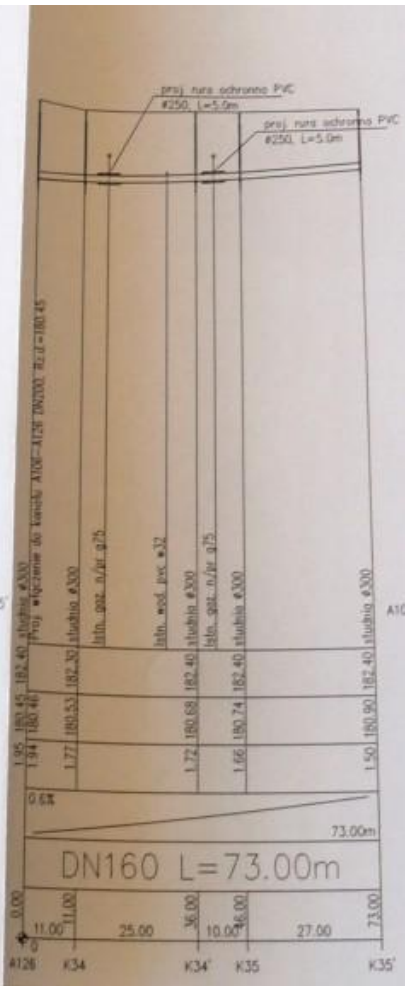 proj. rura ochronna PVC
ø250, L=5.0m
proj. rura ochronna PVC
ø250, L=5.0m
Proj. włączenie do kanału A106-A126 DN200, Rz.d.=180.45
Istn. gaz. n/pr g75
Istn. wod. pvc ø32
Istn. gaz. n/pr g75
studnia ø300
studnia ø300
studnia ø300
studnia ø300
studnia ø300
182.40 182.30 182.40 182.40 182.40
180.45 180.46 180.53 180.68 180.74 180.90
1.95 1.94 1.77 1.72 1.66 1.50
0.6%
73.00m
DN160 L=73.00m
0.00 11.00 36.00 46.00 73.00
11.00 25.00 10.00 27.00
0
A126 K34 K34' K35 K35'